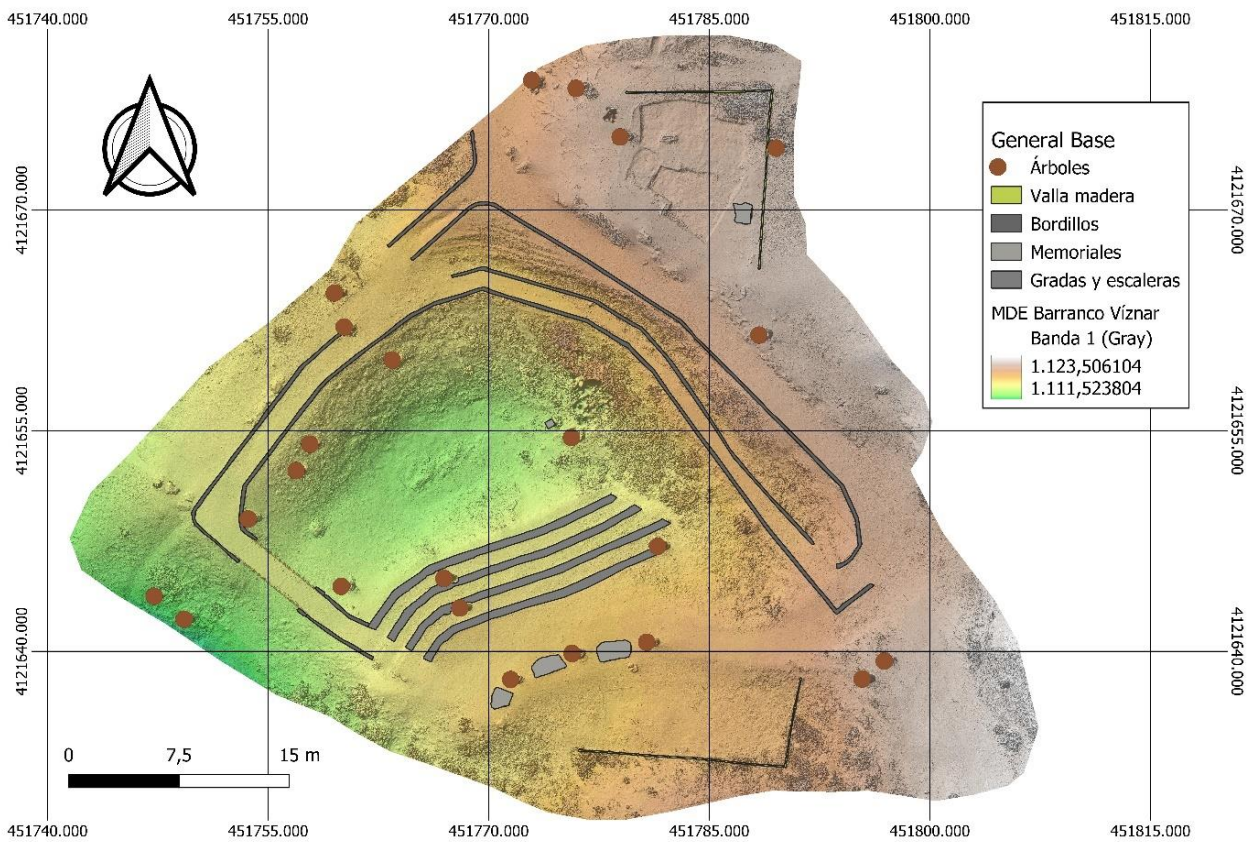 451740.000 451755.000 451770.000 451785.000 451800.000 451815.000
4121670.000
4121655.000
4121640.000
General Base
Árboles
Valla madera
Bordillos
Memoriales
Gradas y escaleras
MDE Barranco Víznar
Banda 1 (Gray)
1.123,506104
1.111,523804
4121670.000
4121655.000
4121640.000
0 7,5 15 m
451740.000 451755.000 451770.000 451785.000 451800.000 451815.000